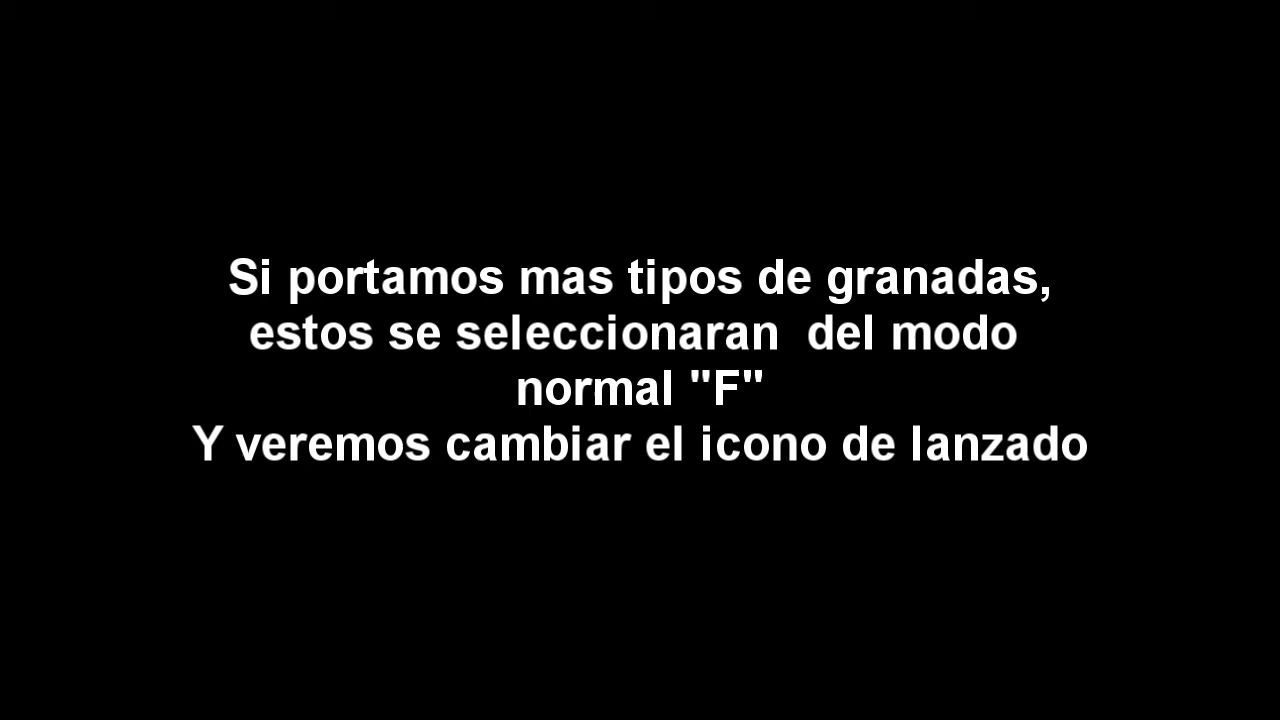 Si portamos mas tipos de granadas,
estos se seleccionaran  del modo
normal "F"
Y veremos cambiar el icono de lanzado